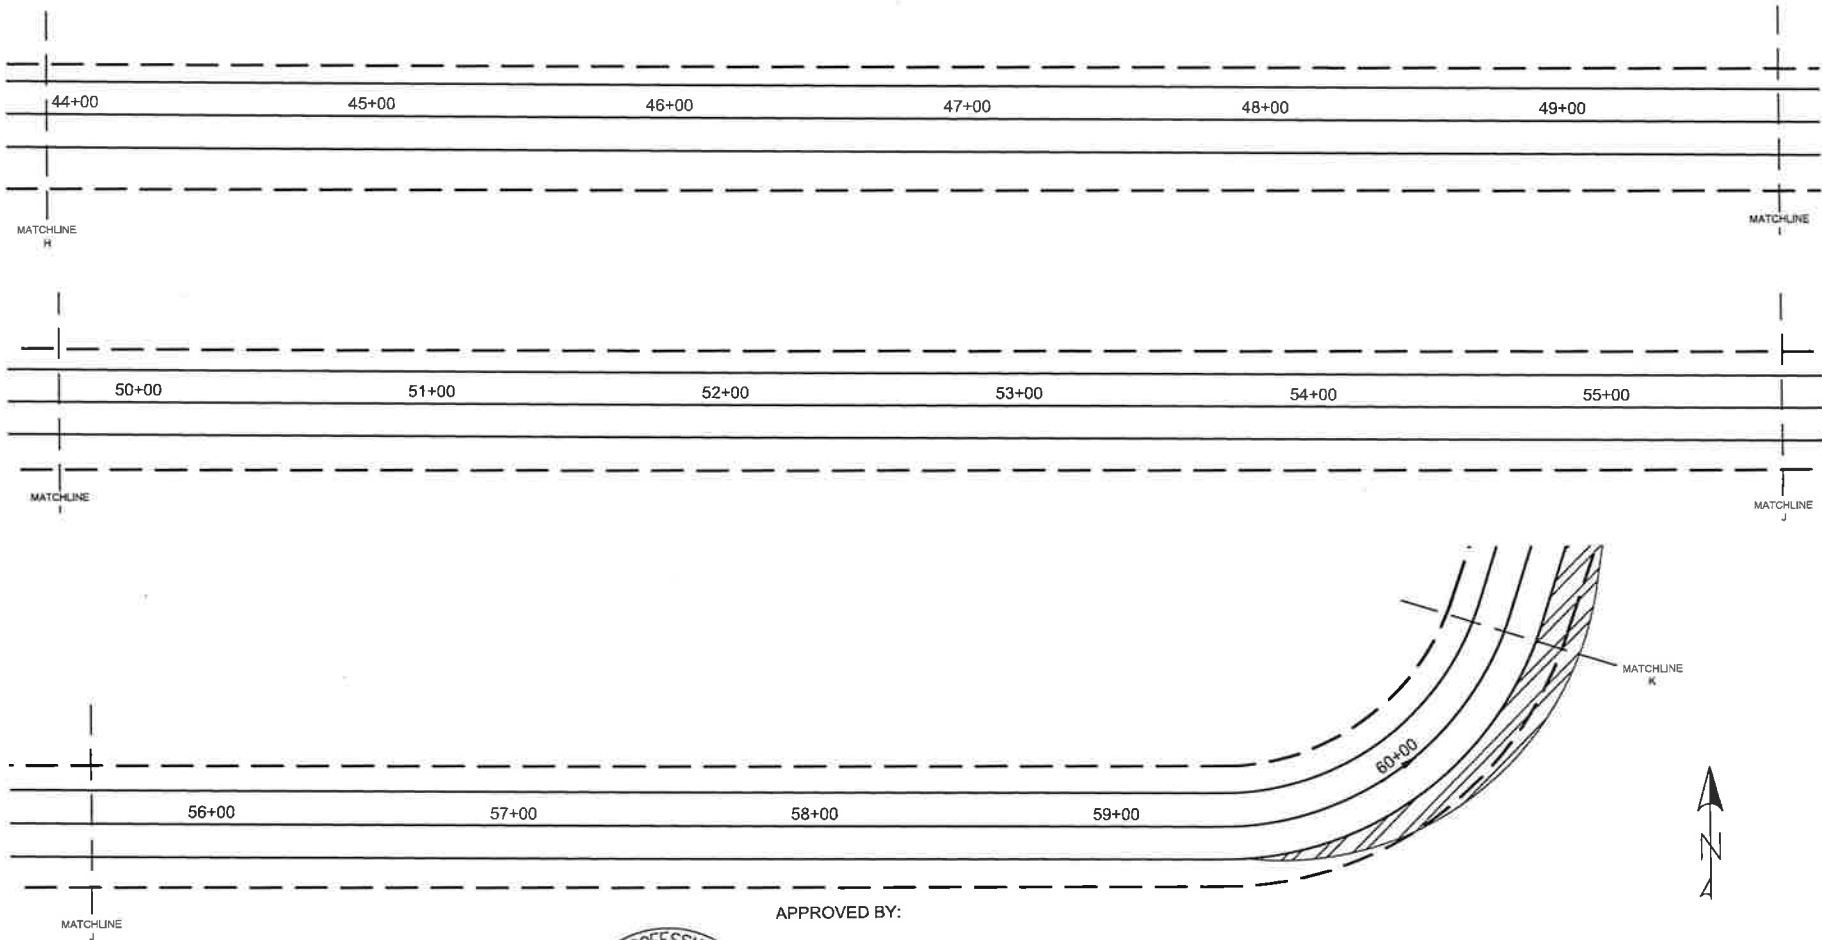 44+00 45+00 46+00 47+00 48+00 49+00
MATCHLINE
H
MATCHLINE
I
50+00 51+00 52+00 53+00 54+00 55+00
MATCHLINE
I
MATCHLINE
J
MATCHLINE
K
60+00
56+00 57+00 58+00 59+00
N
MATCHLINE
J
APPROVED BY: